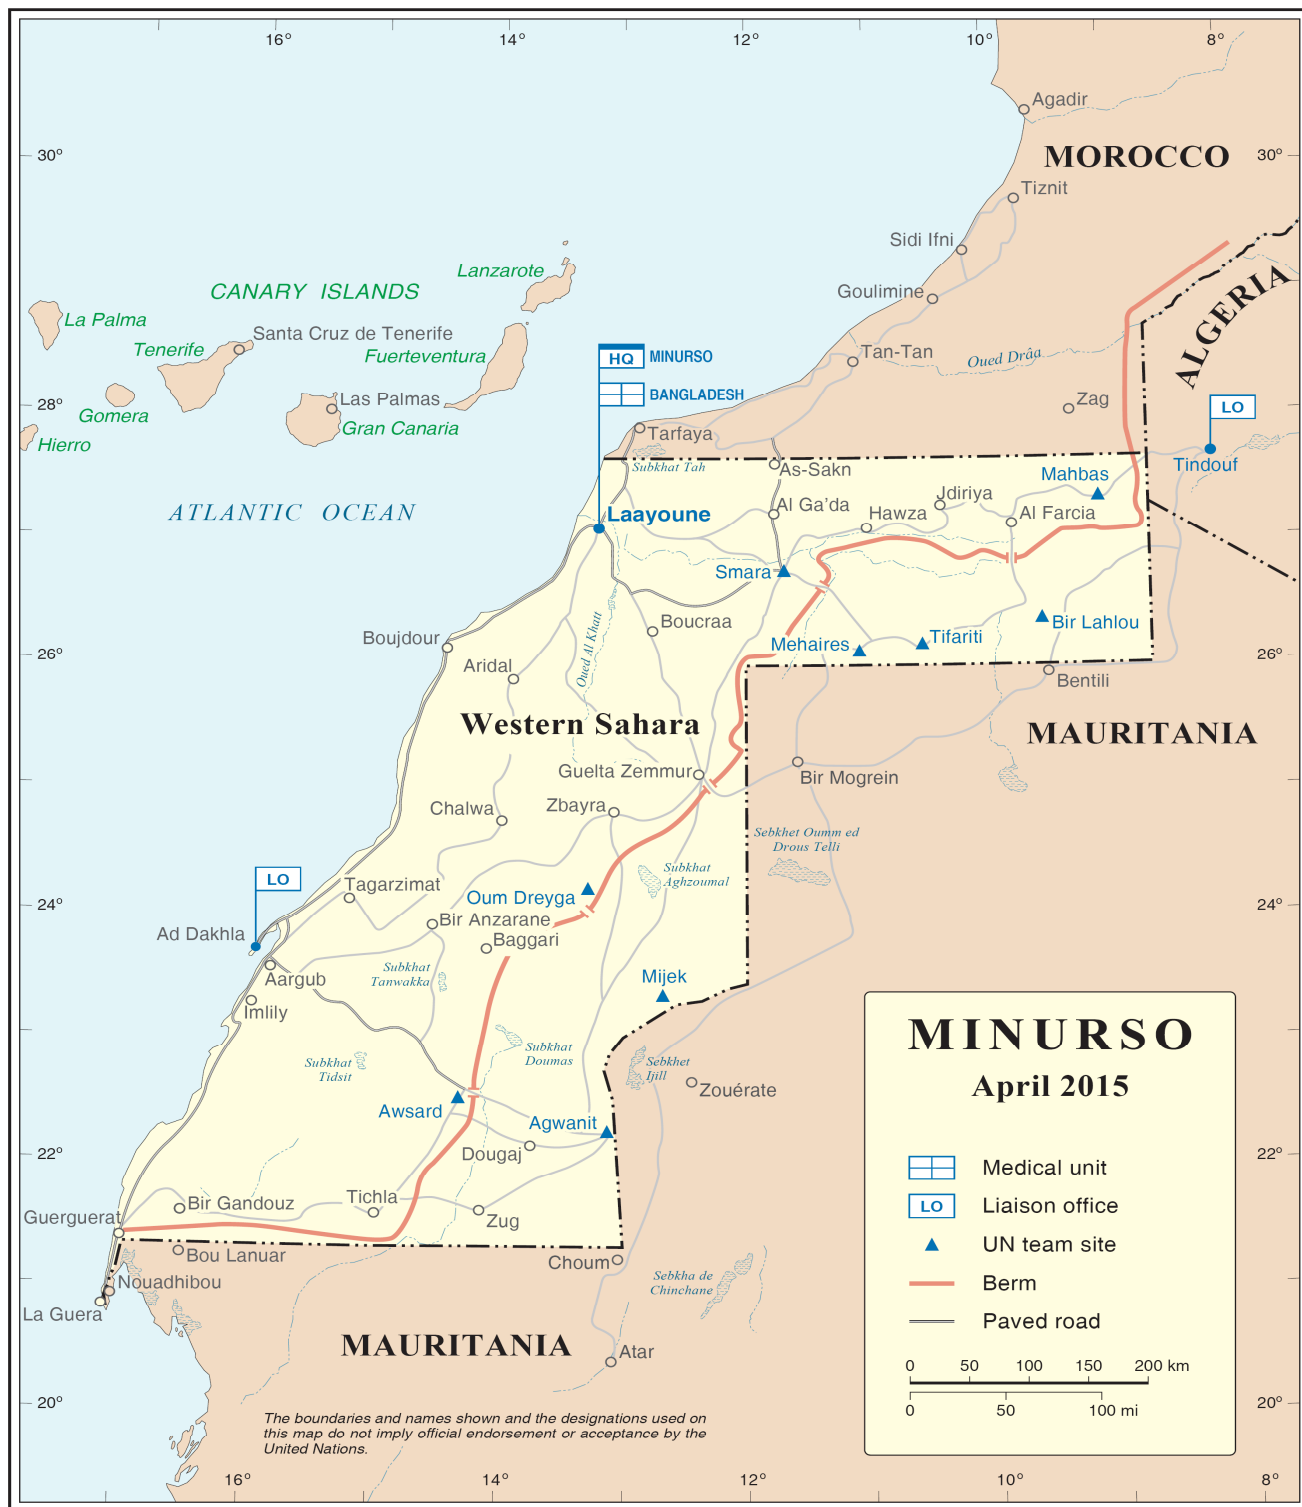 16°
14°
12°
10°
8°
Agadir
MOROCCO
30°
30°
Tiznit
Sidi Ifni
Lanzarote
CANARY ISLANDS
Goulimine
ALGERIA
La Palma
Santa Cruz de Tenerife
Tenerife
Fuerteventura
HQ
MINURSO
Tan-Tan
Oued Drâa
BANGLADESH
28°
Las Palmas
Zag
LO
Gomera
Gran Canaria
Hierro
Tarfaya
Subkhat Tah
As-Sakn
Mahbas
Tindouf
ATLANTIC OCEAN
Laayoune
Al Ga'da
Jdiriya
Hawza
Al Farcia
Smara
Oued Al Khatt
Boucraa
Bir Lahlou
Boujdour
Mehaires
Tifariti
26°
26°
Aridal
Bentili
Western Sahara
MAURITANIA
Guelta Zemmur
Bir Mogrein
Chalwa
Zbayra
Sebkhet Oumm ed
Drous Telli
LO
Subkhat
Aghzoumal
Tagarzimat
Oum Dreyga
24°
24°
Bir Anzarane
Ad Dakhla
Baggari
Subkhat
Tanwakka
Aargub
Mijek
Imlily
MINURSO
April 2015
Subkhat
Doumas
Subkhat
Tidsit
Sebkhet
Ijill
Zouérate
Awsard
Agwanit
22°
22°
Dougaj
Medical unit
LO
Liaison office
UN team site
Berm
Paved road
Bir Gandouz
Tichla
Guerguerat
Zug
Bou Lanuar
Choum
Nouadhibou
Sebkha de
Chinchane
La Guera
MAURITANIA
Atar
0 50 100 150 200 km
0 50 100 mi
20°
20°
The boundaries and names shown and the designations used on
this map do not imply official endorsement or acceptance by the
United Nations.
16°
14°
12°
10°
8°